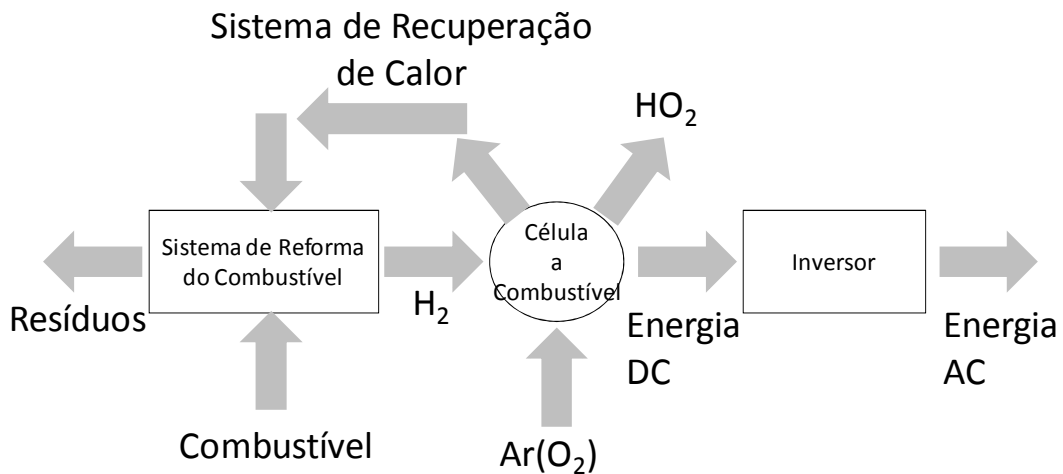 Sistema de Recuperação
de Calor
HO₂
Sistema de Reforma
do Combustível
Célula
a
Combustível
Inversor
Resíduos
H₂
Energia
DC
Energia
AC
Combustível
Ar(O₂)